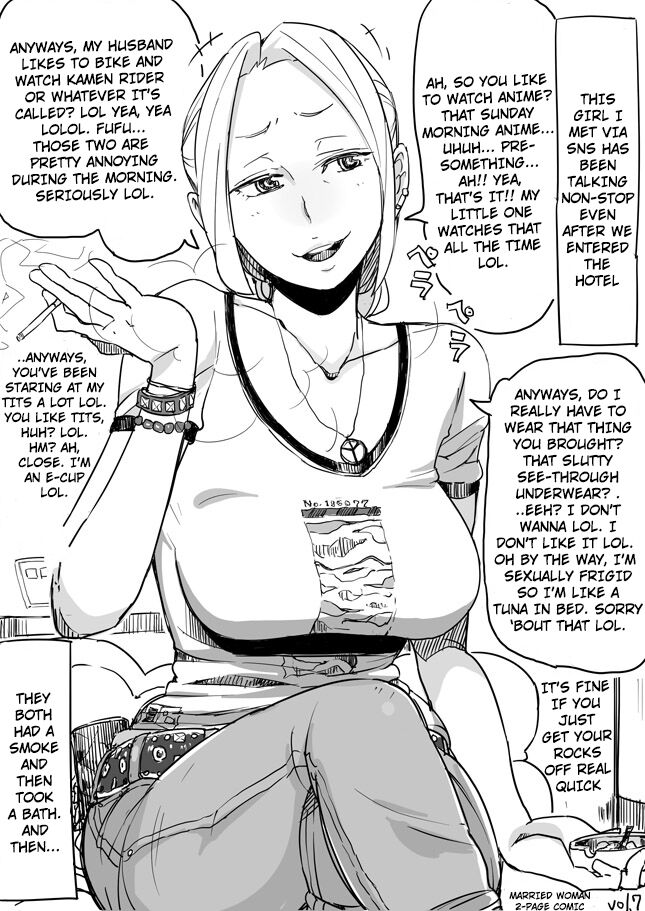 THIS
GIRL I
MET VIA
SNS HAS
BEEN
TALKING
NON-STOP
EVEN
AFTER WE
ENTERED
THE
HOTEL
AH, SO YOU LIKE
TO WATCH ANIME?
THAT SUNDAY
MORNING ANIME...
UHUH... PRE-
SOMETHING...
AH!! YEA,
THAT'S IT!! MY
LITTLE ONE
WATCHES THAT
ALL THE TIME
LOL.
ペラ
ペラ
ANYWAYS, MY HUSBAND
LIKES TO BIKE AND
WATCH KAMEN RIDER
OR WHATEVER IT'S
CALLED? LOL YEA, YEA
LOLOL. FUFU...
THOSE TWO ARE
PRETTY ANNOYING
DURING THE MORNING.
SERIOUSLY LOL.
ANYWAYS, DO I
REALLY HAVE TO
WEAR THAT THING
YOU BROUGHT?
THAT SLUTTY
SEE-THROUGH
UNDERWEAR? .
..EEH? I DON'T
WANNA LOL. I
DON'T LIKE IT LOL.
OH BY THE WAY, I'M
SEXUALLY FRIGID
SO I'M LIKE A
TUNA IN BED. SORRY
'BOUT THAT LOL.
..ANYWAYS,
YOU'VE BEEN
STARING AT MY
TITS A LOT LOL.
YOU LIKE TITS,
HUH? LOL.
HM? AH,
CLOSE. I'M
AN E-CUP
LOL.
No.186077
IT'S FINE
IF YOU
JUST
GET YOUR
ROCKS
OFF REAL
QUICK
THEY
BOTH
HAD A
SMOKE
AND
THEN
TOOK
A BATH.
AND
THEN...
MARRIED WOMAN
2-PAGE COMIC
vol.7